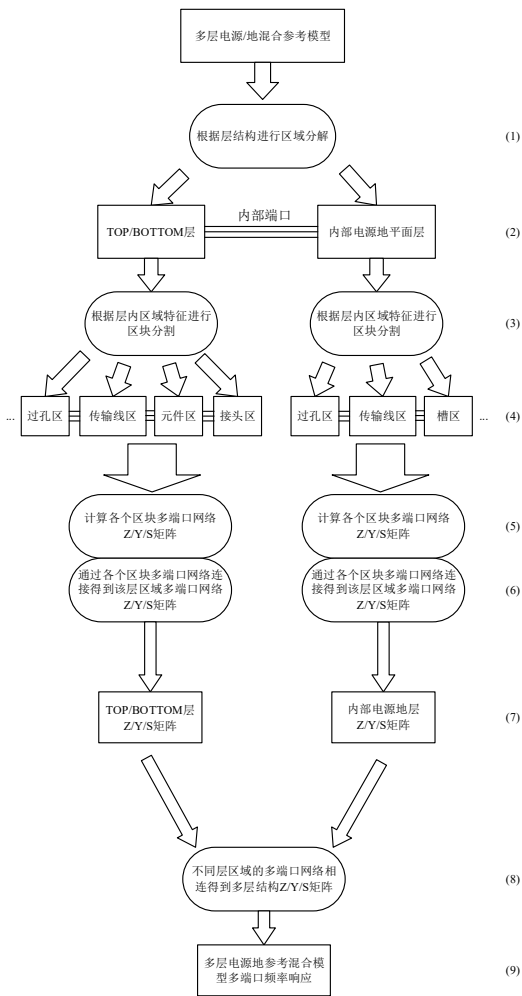 多层电源/地混合参考模型
根据层结构进行区域分解
(1)
内部端口
TOP/BOTTOM层
内部电源地平面层
(2)
根据层内区域特征进行
区块分割
根据层内区域特征进行
区块分割
(3)
... 过孔区 传输线区 元件区 接头区
过孔区 传输线区 槽区 ...
(4)
计算各个区块多端口网络
Z/Y/S矩阵
计算各个区块多端口网络
Z/Y/S矩阵
(5)
通过各个区块多端口网络连
接得到该层区域多端口网络
Z/Y/S矩阵
通过各个区块多端口网络连
接得到该层区域多端口网络
Z/Y/S矩阵
(6)
TOP/BOTTOM层
Z/Y/S矩阵
内部电源地层
Z/Y/S矩阵
(7)
不同层区域的多端口网络相
连得到多层结构Z/Y/S矩阵
(8)
多层电源地参考混合模
型多端口频率响应
(9)